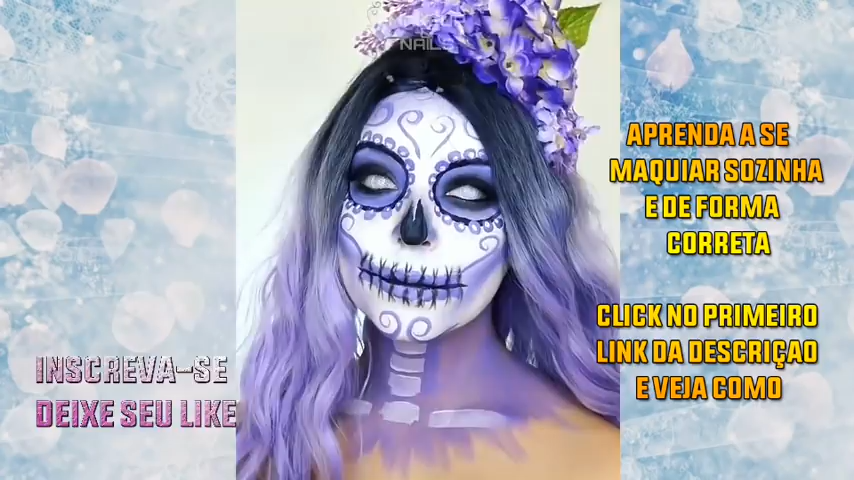 NAILS
APRENDA A SE
MAQUIAR SOZINHA
E DE FORMA
CORRETA
CLICK NO PRIMEIRO
LINK DA DESCRIÇAO
E VEJA COMO
INSCREVA-SE
DEIXE SEU LIKE